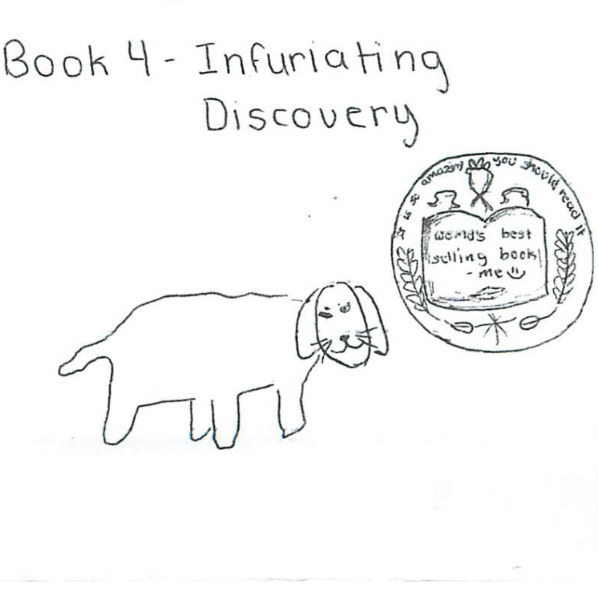 Book 4 - Infuriating
Discovery
it is so amazing you should read it
world's best
selling book
- me